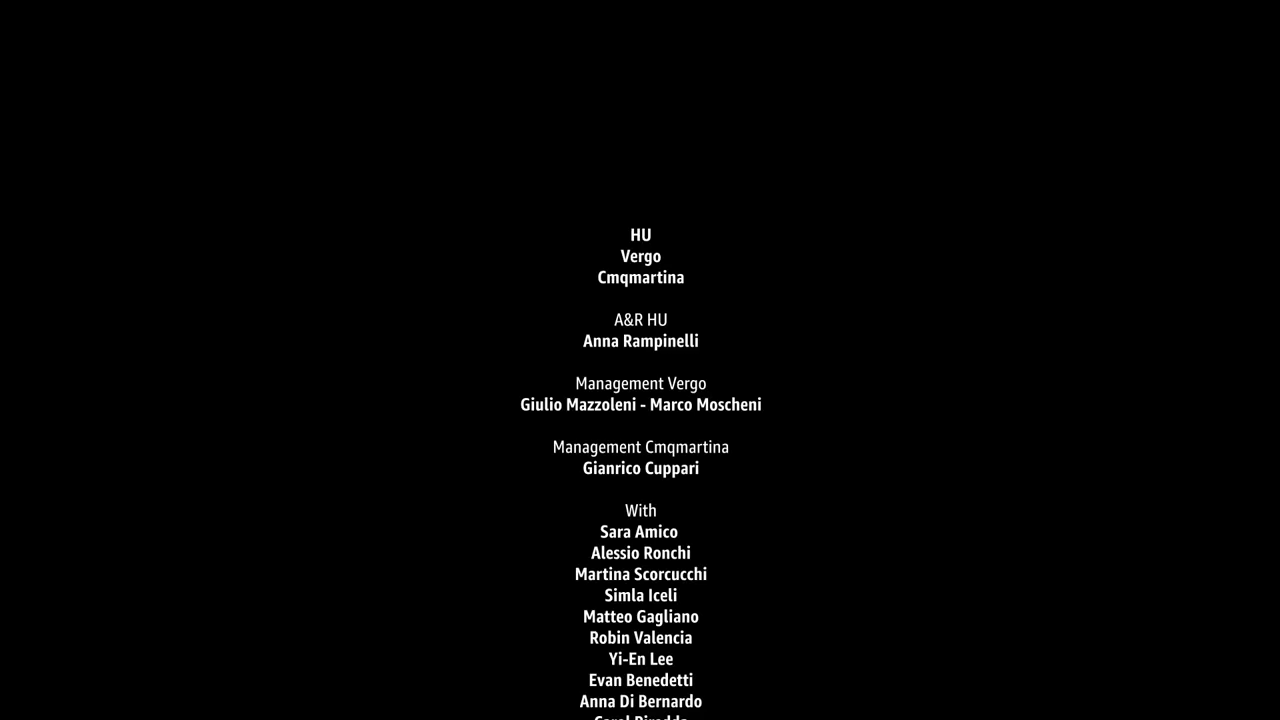 HU
Vergo
Cmqmartina
A&R HU
Anna Rampinelli
Management Vergo
Giulio Mazzoleni - Marco Moscheni
Management Cmqmartina
Gianrico Cuppari
With
Sara Amico
Alessio Ronchi
Martina Scorcucchi
Simla Iceli
Matteo Gagliano
Robin Valencia
Yi-En Lee
Evan Benedetti
Anna Di Bernardo